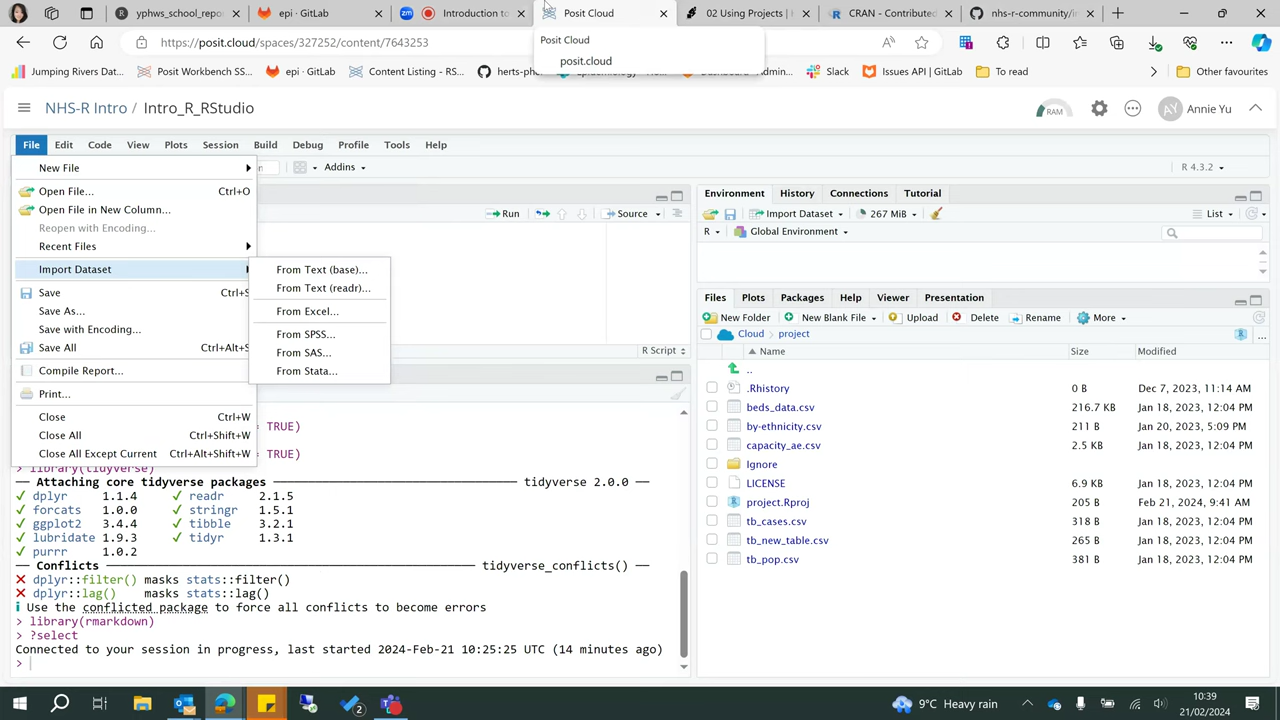 yphws_school_repor
epi · GitLab
Introduction to
Posit Cloud
02 Using Projects | R
CRAN - Contributed
nhs-r-community/in
https://posit.cloud/spaces/327252/content/7643253
Posit Cloud
posit.cloud
Jumping Rivers Dat...
Posit Workbench SS...
epi · GitLab
Content Listing - RS...
herts-phe
Slack
Issues API | GitLab
To read
Other favourites
NHS-R Intro / Intro_R_RStudio
RAM
AY
Annie Yu
File Edit Code View Plots Session Build Debug Profile Tools Help
Addins
R 4.3.2
New File
Open File... Ctrl+O
Open File in New Column...
Reopen with Encoding...
Recent Files
Import Dataset
Save Ctrl+S
Save As...
Save with Encoding...
Save All Ctrl+Alt+S
Compile Report...
Print...
Close Ctrl+W
Close All Ctrl+Shift+W
Close All Except Current Ctrl+Alt+Shift+W
From Text (base)...
From Text (readr)...
From Excel...
From SPSS...
From SAS...
From Stata...
Run
Source
R Script
= TRUE)
= TRUE)
> library(tidyverse)
── Attaching core tidyverse packages ── tidyverse 2.0.0 ──
✓ dplyr 1.1.4 ✓ readr 2.1.5
✓ forcats 1.0.0 ✓ stringr 1.5.1
✓ ggplot2 3.4.4 ✓ tibble 3.2.1
✓ lubridate 1.9.3 ✓ tidyr 1.3.1
✓ purrr 1.0.2
── Conflicts ── tidyverse_conflicts() ──
✗ dplyr::filter() masks stats::filter()
✗ dplyr::lag() masks stats::lag()
ℹ Use the conflicted package to force all conflicts to become errors
> library(rmarkdown)
> ?select
Connected to your session in progress, last started 2024-Feb-21 10:25:25 UTC (14 minutes ago)
>
Environment History Connections Tutorial
Import Dataset 267 MiB List
R Global Environment
Files Plots Packages Help Viewer Presentation
New Folder New Blank File Upload Delete Rename More
Cloud project
Name Size Modified
..
.Rhistory 0 B Dec 7, 2023, 11:14 AM
beds_data.csv 216.7 KB Jan 18, 2023, 12:04 PM
by-ethnicity.csv 211 B Jan 20, 2023, 5:09 PM
capacity_ae.csv 2.5 KB Jan 18, 2023, 12:04 PM
Ignore
LICENSE 6.9 KB Jan 18, 2023, 12:04 PM
project.Rproj 205 B Feb 21, 2024, 9:41 AM
tb_cases.csv 318 B Jan 18, 2023, 12:04 PM
tb_new_table.csv 265 B Jan 18, 2023, 12:04 PM
tb_pop.csv 381 B Jan 18, 2023, 12:04 PM
2
9°C Heavy rain
10:39
21/02/2024